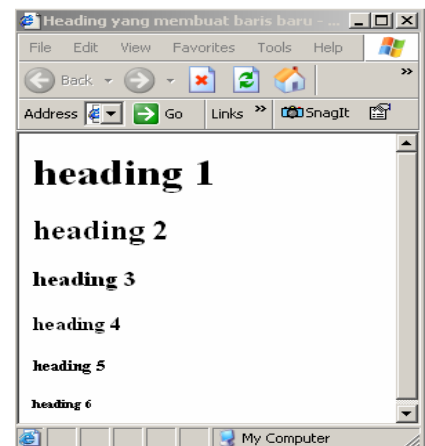 Heading yang membuat baris baru - ...
File Edit View Favorites Tools Help
Back
Address Go Links SnagIt
heading 1
heading 2
heading 3
heading 4
heading 5
heading 6
My Computer